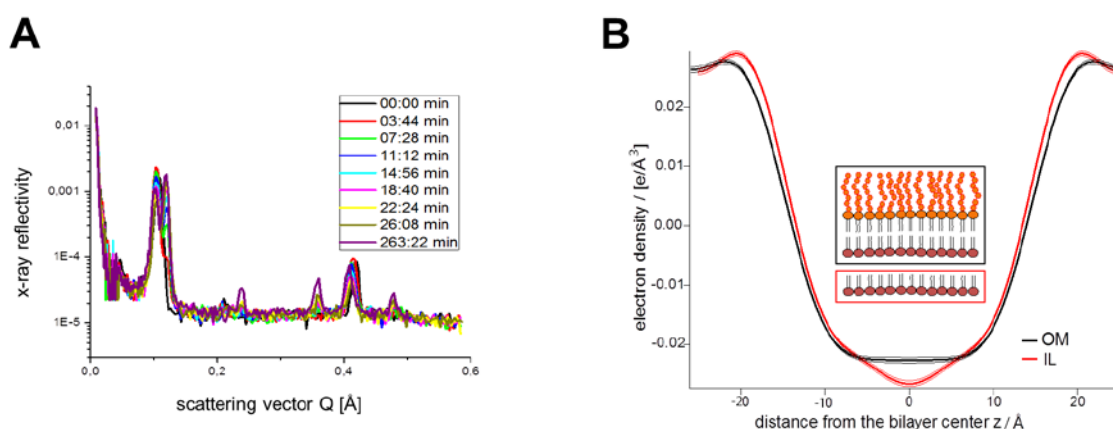 A
0,01
0,001
1E-4
1E-5
x-ray reflectivity
00:00 min
03:44 min
07:28 min
11:12 min
14:56 min
18:40 min
22:24 min
26:08 min
263:22 min
0,0
0,2
0,4
0.6
scattering vector Q [Å]
B
0.02
0.01
0.00
-0.01
-0.02
electron density / [e/Å³]
OM
IL
-20
-10
0
10
20
distance from the bilayer center z / Å